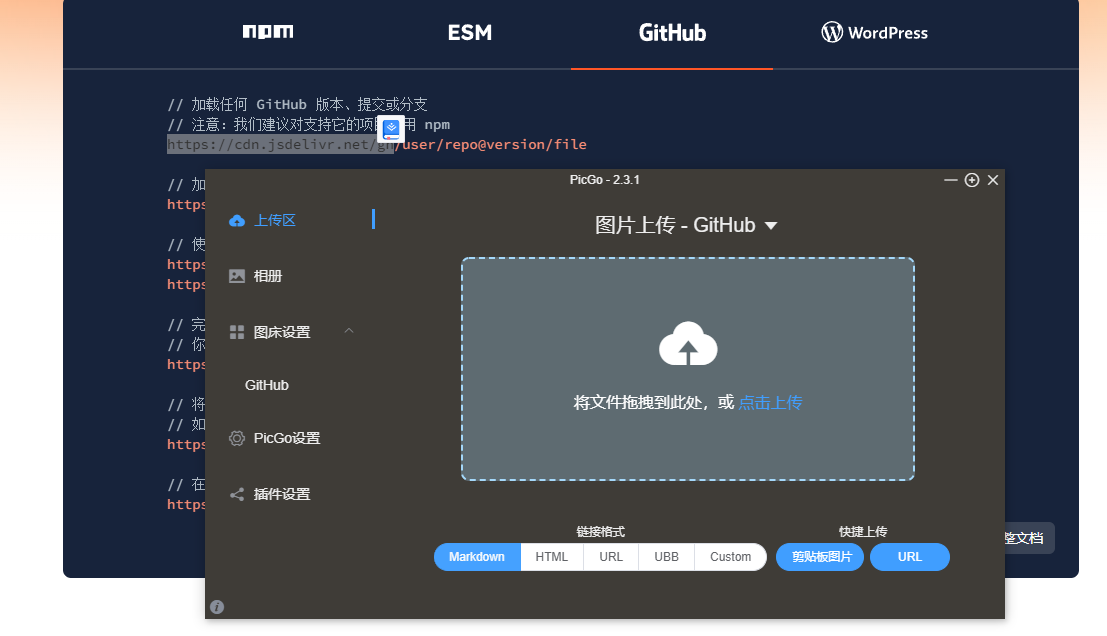 npm
ESM
GitHub
WordPress
// 加载任何 GitHub 版本、提交或分支
// 注意：我们建议对支持它的项 用 npm
https://cdn.jsdelivr.net/gh/user/repo@version/file
// 加
https
// 使
https
https
// 完
// 你
https
// 将
// 如
https
// 在
https
整文档
PicGo - 2.3.1
上传区
相册
图床设置
GitHub
PicGo设置
插件设置
图片上传 - GitHub
将文件拖拽到此处，或 点击上传
链接格式
Markdown
HTML
URL
UBB
Custom
快捷上传
剪贴板图片
URL
i